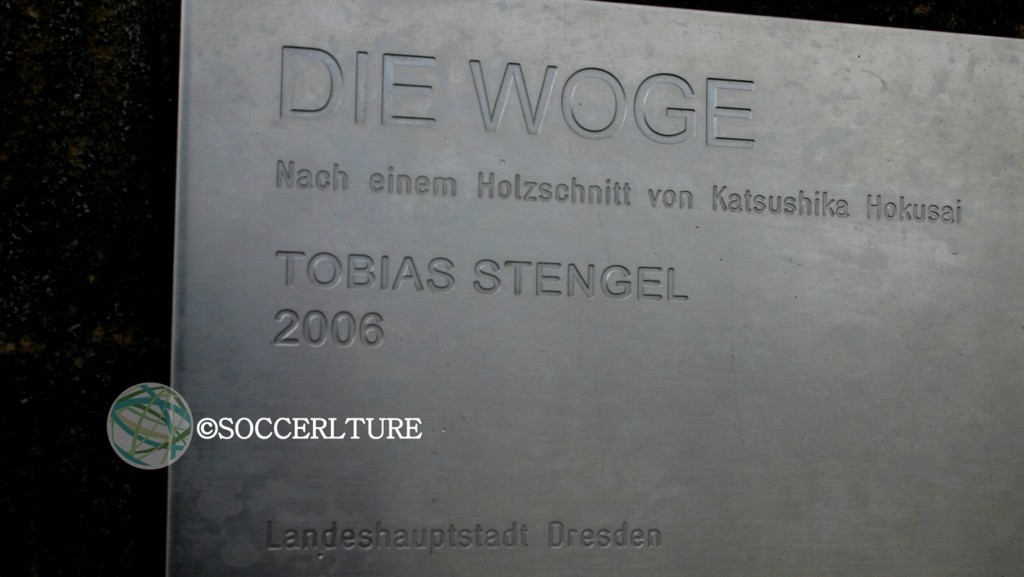 DIE WOGE
Nach einem Holzschnitt von Katsushika Hokusai
TOBIAS STENGEL
2006
©SOCCERLTURE
Landeshauptstadt Dresden